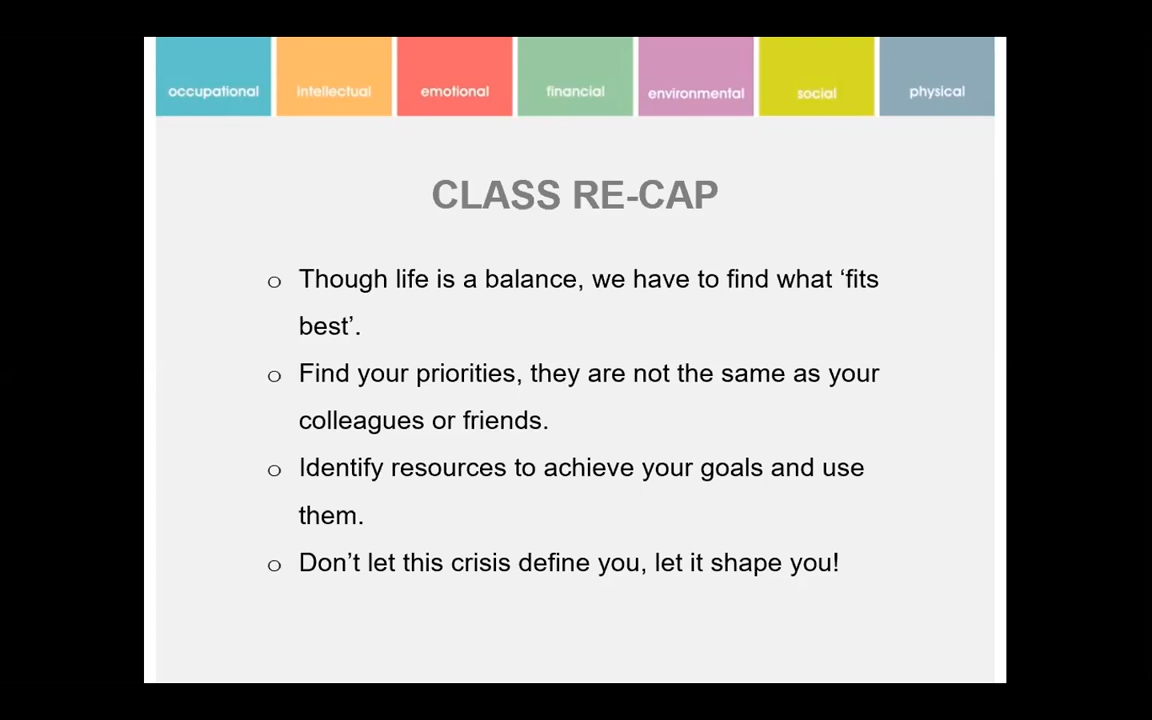 occupational intellectual emotional financial environmental social physical
CLASS RE-CAP
o Though life is a balance, we have to find what ‘fits
best’.
o Find your priorities, they are not the same as your
colleagues or friends.
o Identify resources to achieve your goals and use
them.
o Don’t let this crisis define you, let it shape you!